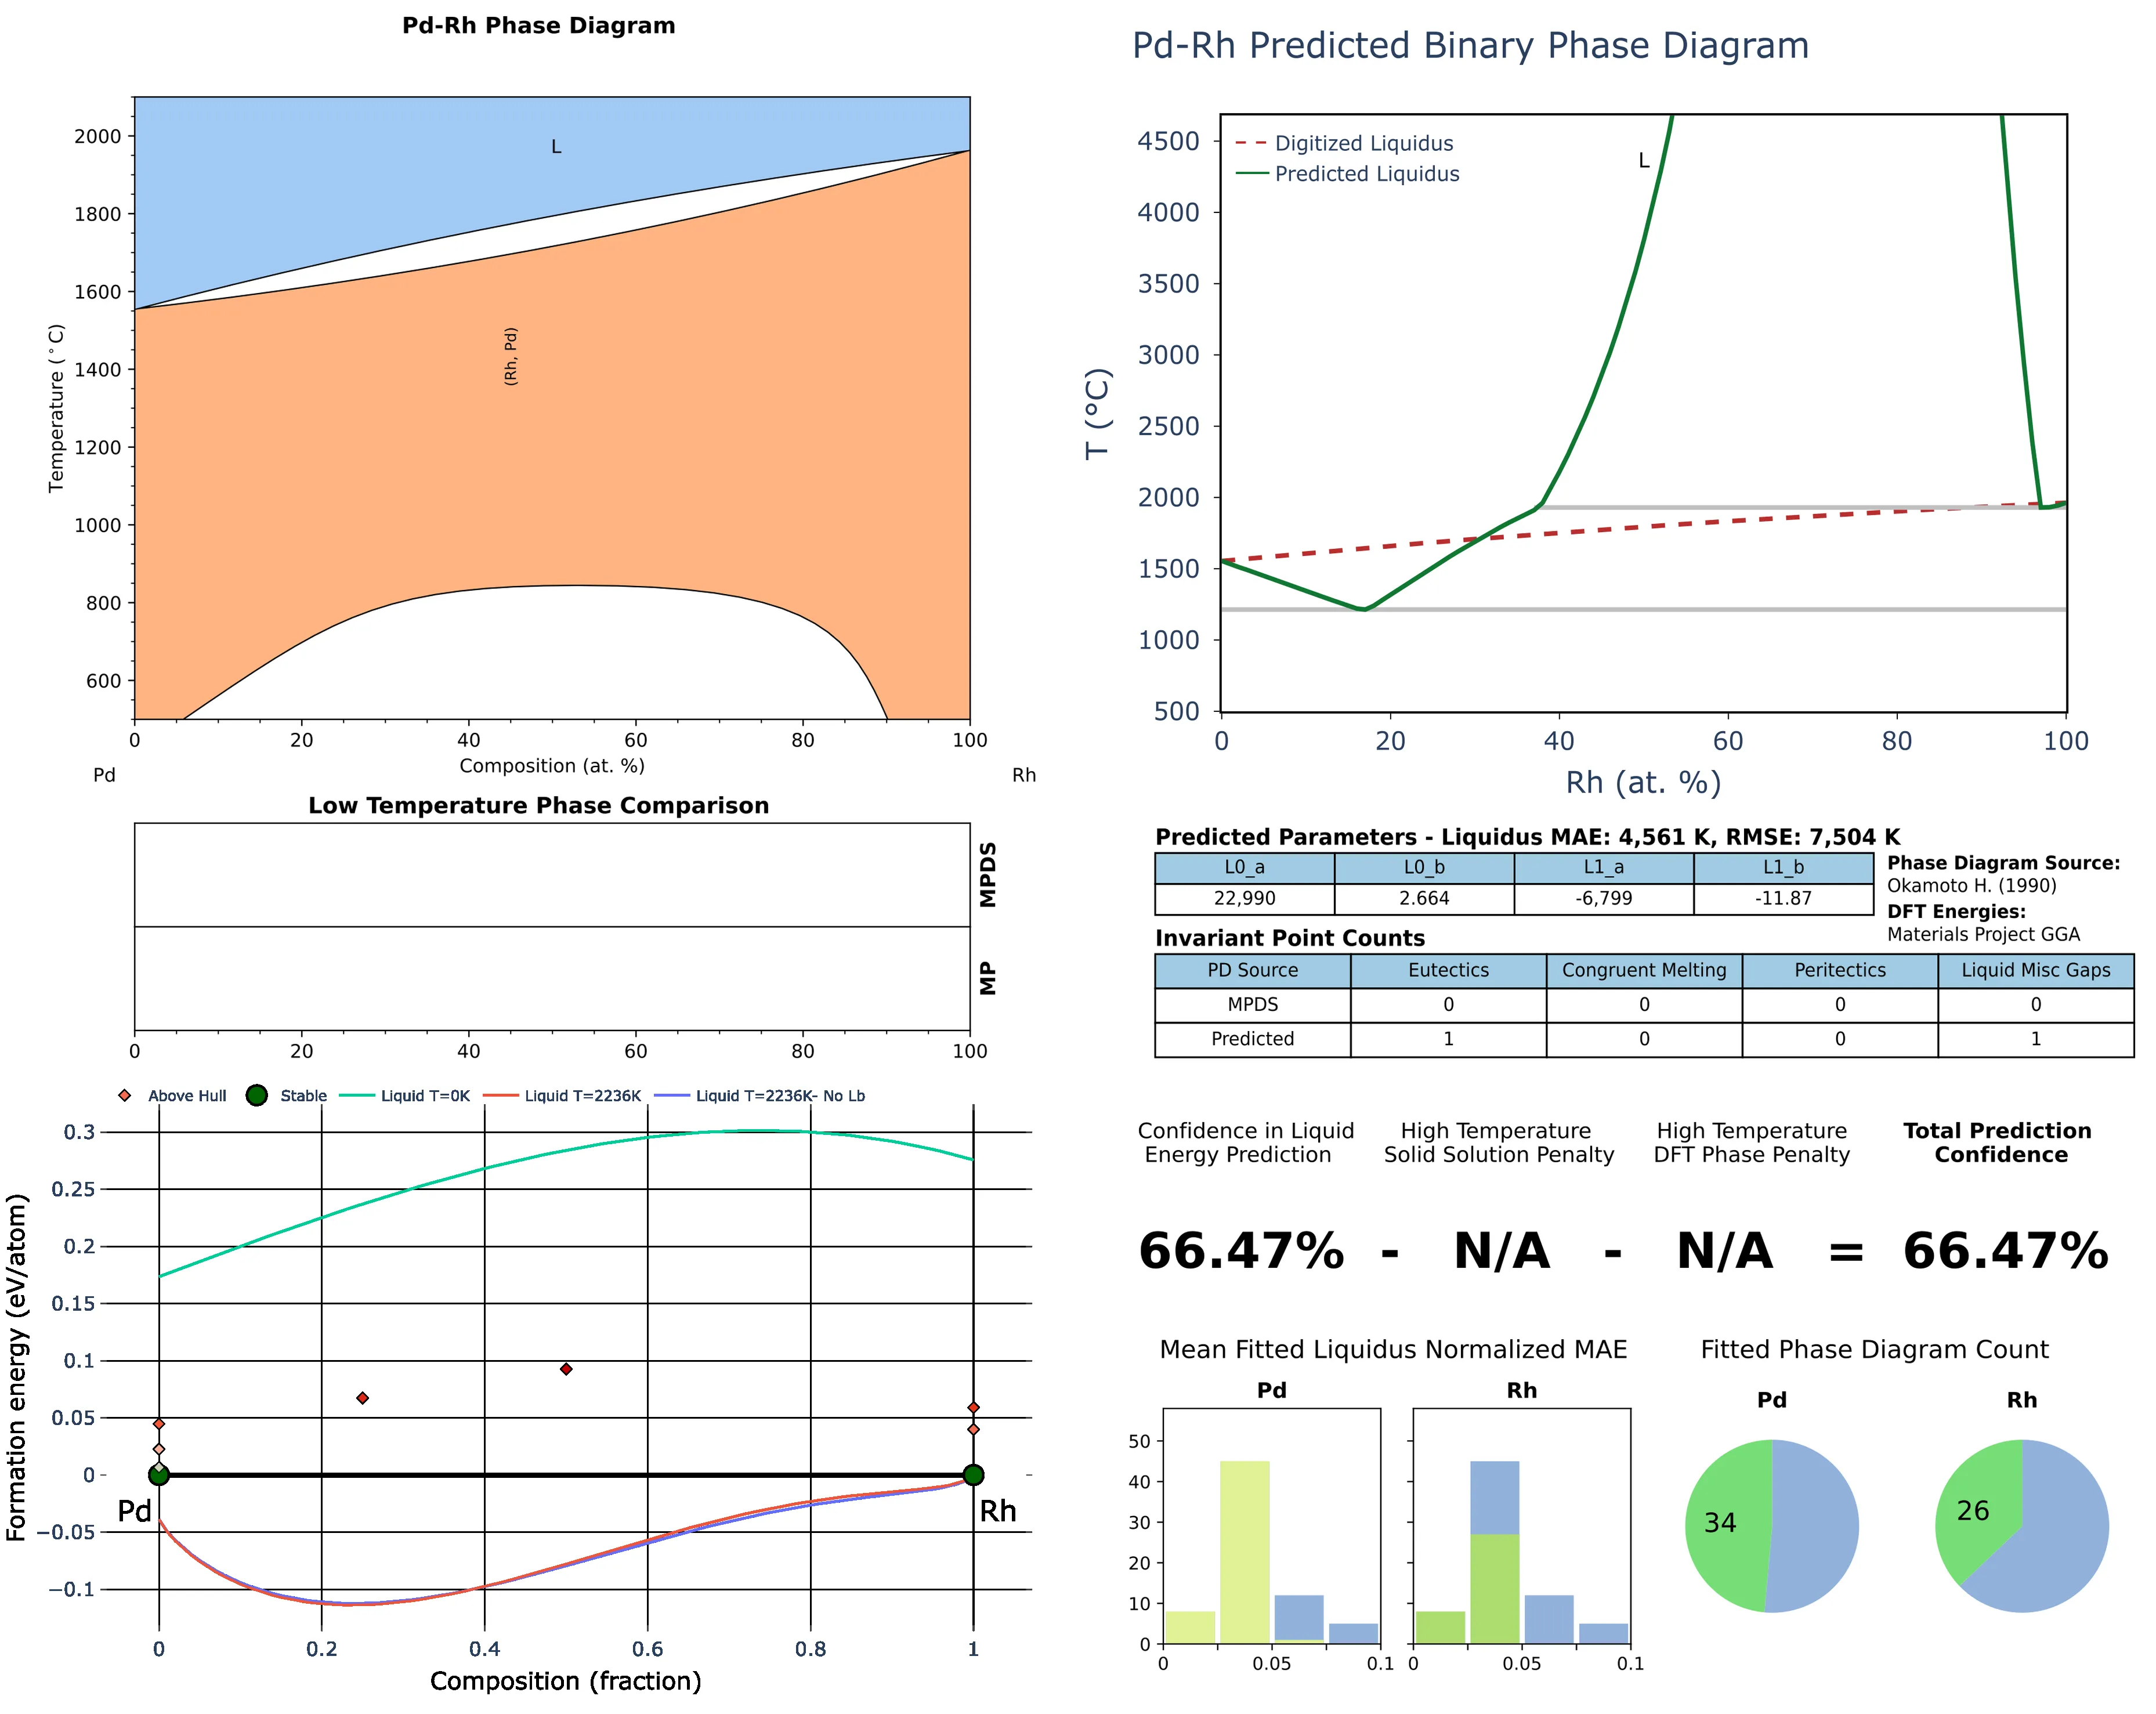 Pd-Rh Phase Diagram
2000
1800
1600
1400
1200
1000
800
600
Temperature (°C)
L
(Rh, Pd)
0 20 40 60 80 100
Composition (at. %)
Pd Rh
Low Temperature Phase Comparison
MPDS
MP
0 20 40 60 80 100
Above Hull Stable Liquid T=0K Liquid T=2236K Liquid T=2236K- No Lb
0.3
0.25
0.2
0.15
0.1
0.05
0
−0.05
−0.1
Formation energy (eV/atom)
Pd Rh
0 0.2 0.4 0.6 0.8 1
Composition (fraction)
Pd-Rh Predicted Binary Phase Diagram
Digitized Liquidus
Predicted Liquidus
L
4500
4000
3500
3000
2500
2000
1500
1000
500
T (°C)
0 20 40 60 80 100
Rh (at. %)
Predicted Parameters - Liquidus MAE: 4,561 K, RMSE: 7,504 K
L0_a L0_b L1_a L1_b
22,990 2.664 -6,799 -11.87
Phase Diagram Source:
Okamoto H. (1990)
DFT Energies:
Materials Project GGA
Invariant Point Counts
PD Source Eutectics Congruent Melting Peritectics Liquid Misc Gaps
MPDS 0 0 0 0
Predicted 1 0 0 1
Confidence in Liquid
Energy Prediction
High Temperature
Solid Solution Penalty
High Temperature
DFT Phase Penalty
Total Prediction
Confidence
66.47% - N/A - N/A = 66.47%
Mean Fitted Liquidus Normalized MAE
Pd Rh
50
40
30
20
10
0
0 0.05 0.1 0 0.05 0.1
Fitted Phase Diagram Count
Pd Rh
34 26